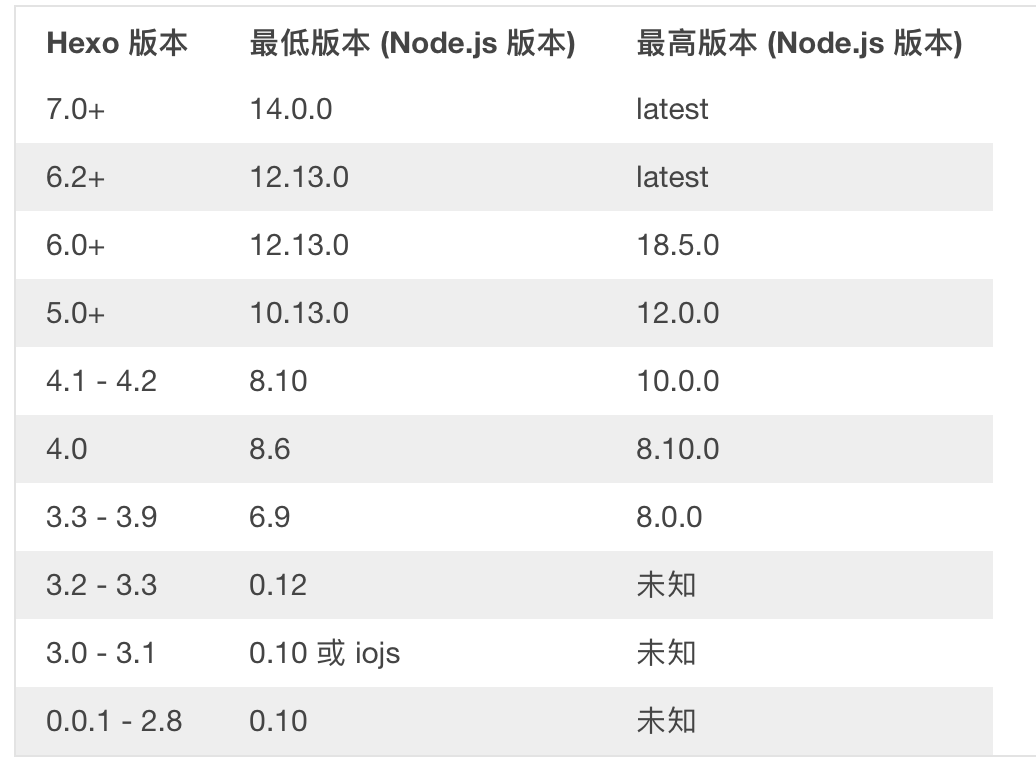 Hexo 版本 最低版本 (Node.js 版本) 最高版本 (Node.js 版本)
7.0+ 14.0.0 latest
6.2+ 12.13.0 latest
6.0+ 12.13.0 18.5.0
5.0+ 10.13.0 12.0.0
4.1 - 4.2 8.10 10.0.0
4.0 8.6 8.10.0
3.3 - 3.9 6.9 8.0.0
3.2 - 3.3 0.12 未知
3.0 - 3.1 0.10 或 iojs 未知
0.0.1 - 2.8 0.10 未知